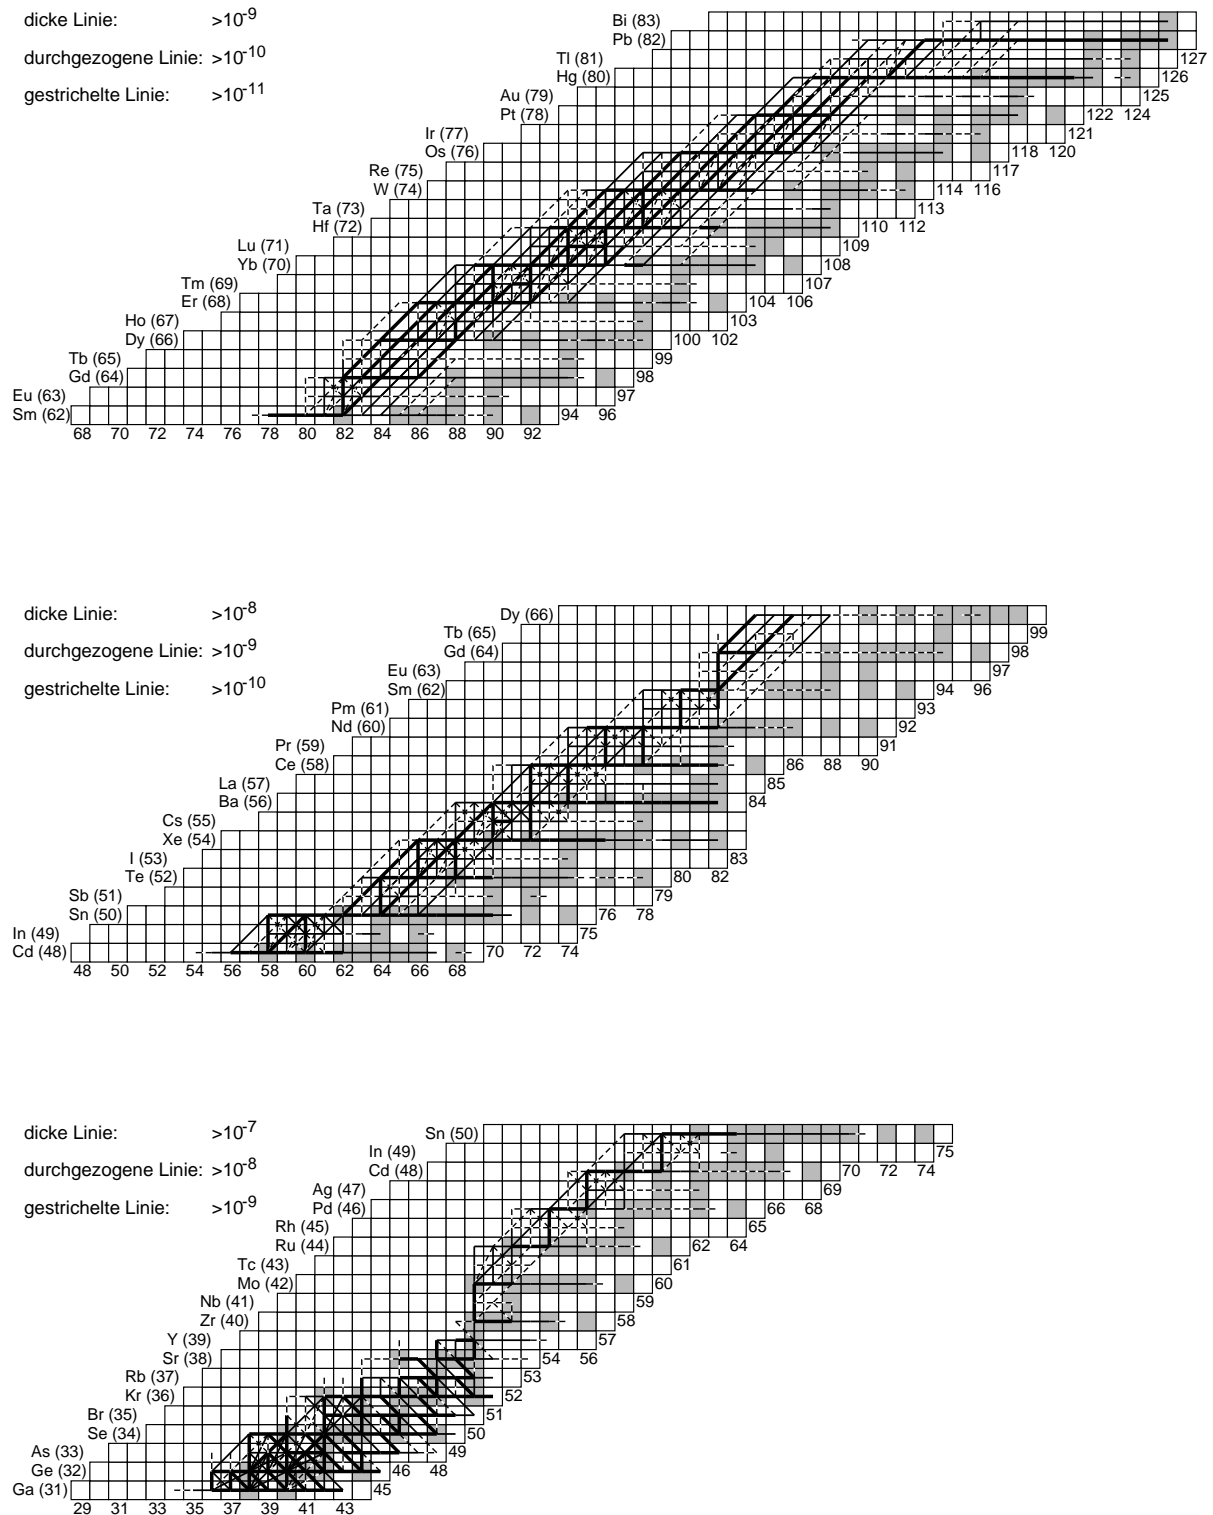 dicke Linie: >10-9
durchgezogene Linie: >10-10
gestrichelte Linie: >10-11
Bi (83)
Pb (82)
127
Tl (81)
Hg (80)
126
125
Au (79)
Pt (78)
122 124
121
Ir (77)
Os (76)
118 120
117
Re (75)
W (74)
114 116
113
Ta (73)
Hf (72)
110 112
109
Lu (71)
Yb (70)
108
107
Tm (69)
Er (68)
104 106
103
Ho (67)
Dy (66)
100 102
99
Tb (65)
Gd (64)
98
97
Eu (63)
Sm (62)
94 96
68 70 72 74 76 78 80 82 84 86 88 90 92
dicke Linie: >10-8
durchgezogene Linie: >10-9
gestrichelte Linie: >10-10
Dy (66)
99
Tb (65)
Gd (64)
98
97
Eu (63)
Sm (62)
94 96
93
Pm (61)
Nd (60)
92
91
Pr (59)
Ce (58)
86 88 90
85
La (57)
Ba (56)
84
Cs (55)
Xe (54)
83
I (53)
Te (52)
80 82
79
Sb (51)
Sn (50)
76 78
75
In (49)
Cd (48)
70 72 74
48 50 52 54 56 58 60 62 64 66 68
dicke Linie: >10-7
durchgezogene Linie: >10-8
gestrichelte Linie: >10-9
Sn (50)
75
In (49)
Cd (48)
70 72 74
69
Ag (47)
Pd (46)
66 68
65
Rh (45)
Ru (44)
62 64
61
Tc (43)
Mo (42)
60
59
Nb (41)
Zr (40)
58
57
Y (39)
Sr (38)
54 56
53
Rb (37)
Kr (36)
52
51
Br (35)
Se (34)
50
49
As (33)
Ge (32)
46 48
45
Ga (31)
29 31 33 35 37 39 41 43